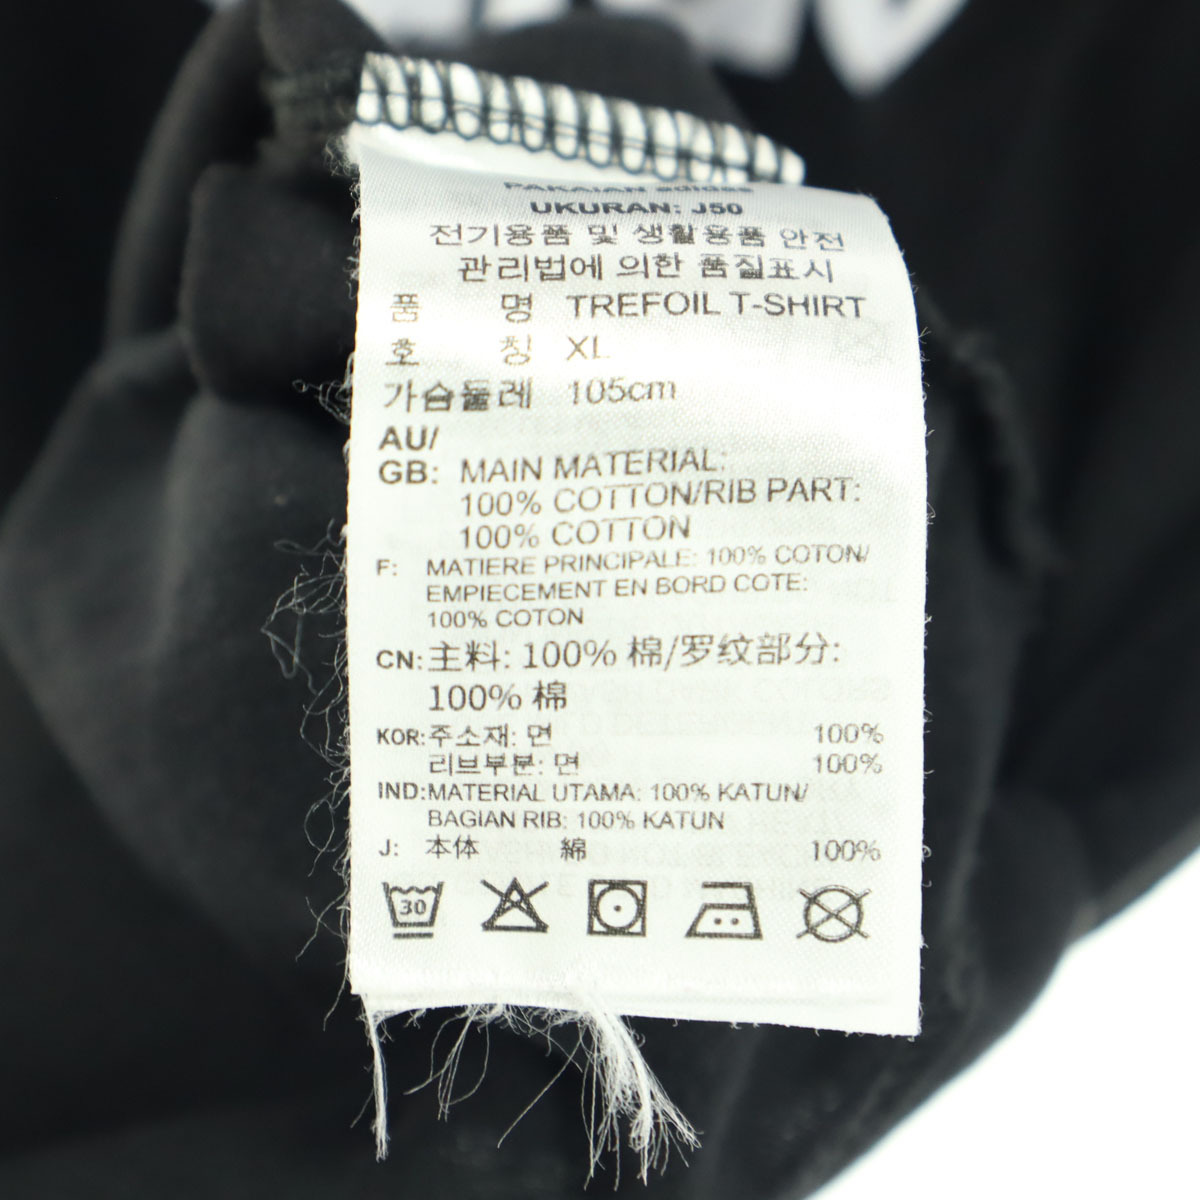 PAKAIAN adidas
UKURAN: J50
전기용품 및 생활용품 안전
관리법에 의한 품질표시
품 명 TREFOIL T-SHIRT
호 칭 XL
가슴둘레 105cm
AU/
GB: MAIN MATERIAL:
100% COTTON/RIB PART:
100% COTTON
F: MATIERE PRINCIPALE: 100% COTON/
EMPIECEMENT EN BORD COTE:
100% COTON
CN: 主料: 100% 棉/罗纹部分:
100% 棉
KOR: 주소재: 면 100%
리브부분: 면 100%
IND: MATERIAL UTAMA: 100% KATUN/
BAGIAN RIB: 100% KATUN
J: 本体 綿 100%
30